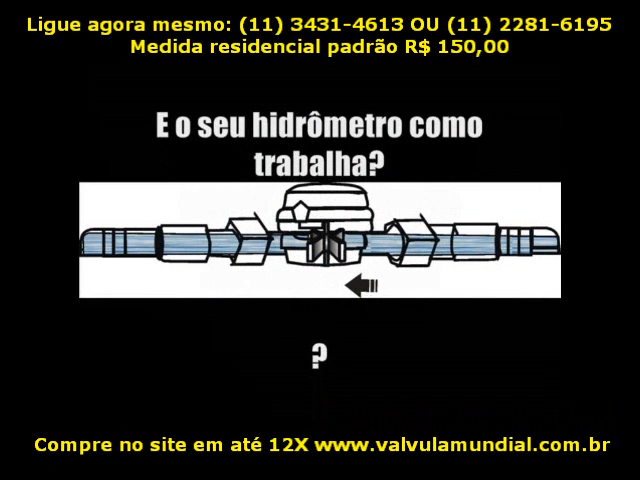 Ligue agora mesmo: (11) 3431-4613 OU (11) 2281-6195
Medida residencial padrão R$ 150,00
E o seu hidrômetro como
trabalha?
?
Compre no site em até 12X www.valvulamundial.com.br